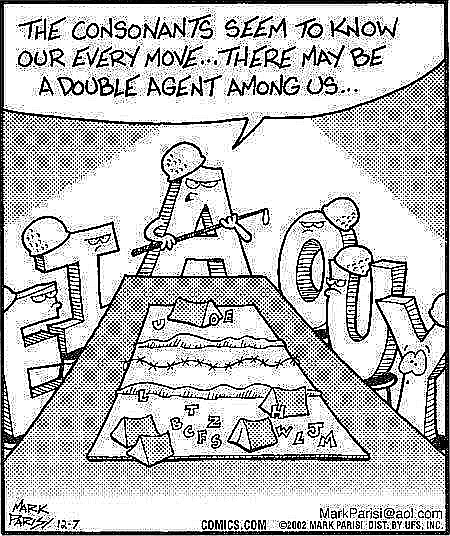 THE CONSONANTS SEEM TO KNOW
OUR EVERY MOVE...THERE MAY BE
A DOUBLE AGENT AMONG US...
E I A O U Y
U O E
L T Z H
B C F S W L J M
MARK
PARISI 12-7
MarkParisi@aol.com
COMICS.COM ©2002 MARK PARISI DIST. BY UFS, INC.